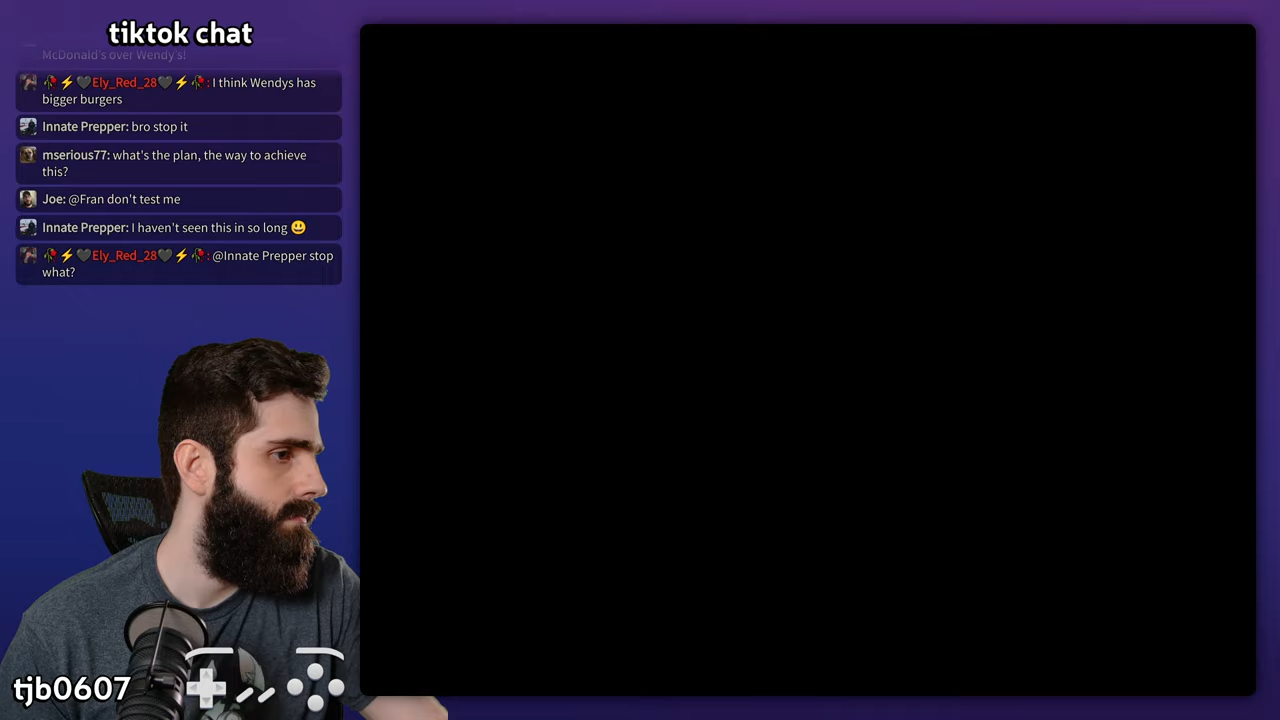 tiktok chat
McDonald's over Wendy's!
🥀⚡🖤Ely_Red_28🖤⚡🥀: I think Wendys has
bigger burgers
Innate Prepper: bro stop it
mserious77: what's the plan, the way to achieve
this?
Joe: @Fran don't test me
Innate Prepper: I haven't seen this in so long 😃
🥀⚡🖤Ely_Red_28🖤⚡🥀: @Innate Prepper stop
what?
tjb0607